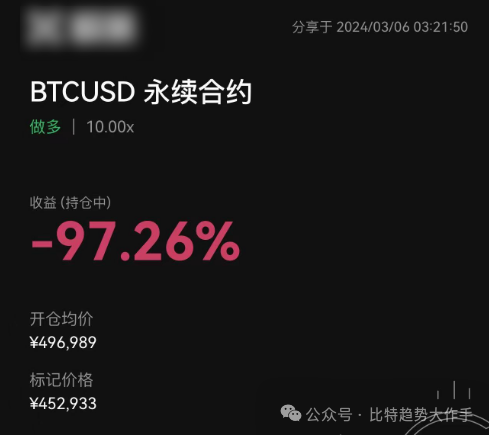 分享于 2024/03/06 03:21:50
BTCUSD 永续合约
做多 | 10.00x
收益 (持仓中)
-97.26%
开仓均价
¥496,989
标记价格
¥452,933
公众号 · 比特趋势大作手